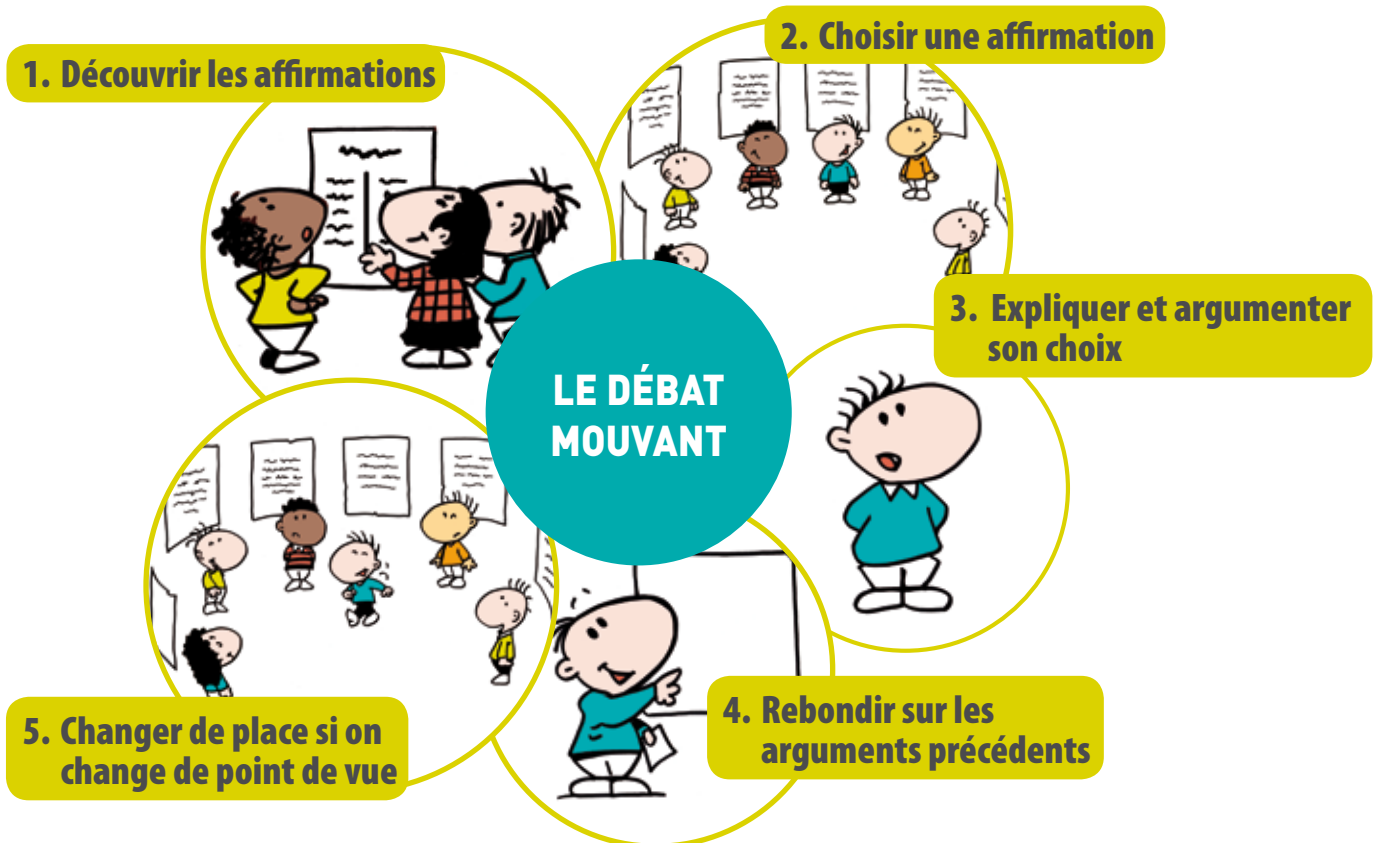 1. Découvrir les affirmations
2. Choisir une affirmation
3. Expliquer et argumenter
son choix
LE DÉBAT
MOUVANT
4. Rebondir sur les
arguments précédents
5. Changer de place si on
change de point de vue